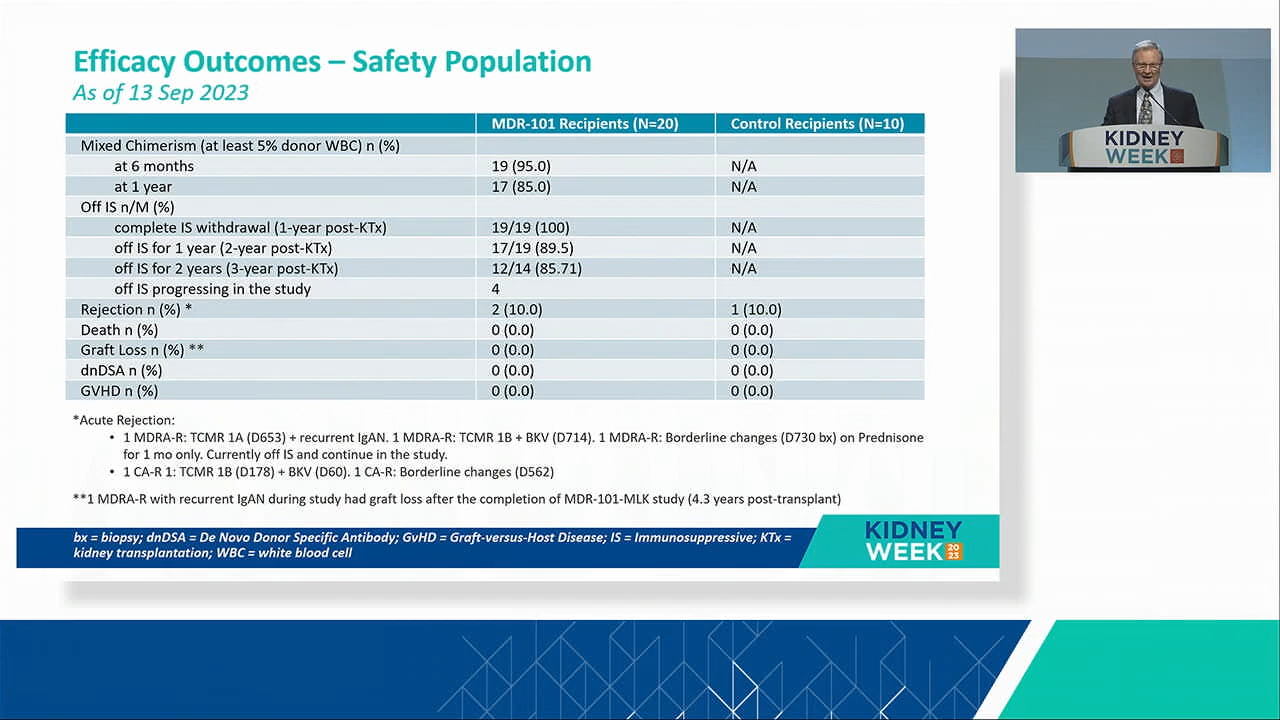 Efficacy Outcomes – Safety Population
As of 13 Sep 2023
MDR-101 Recipients (N=20) Control Recipients (N=10)
Mixed Chimerism (at least 5% donor WBC) n (%)
at 6 months 19 (95.0) N/A
at 1 year 17 (85.0) N/A
Off IS n/M (%)
complete IS withdrawal (1-year post-KTx) 19/19 (100) N/A
off IS for 1 year (2-year post-KTx) 17/19 (89.5) N/A
off IS for 2 years (3-year post-KTx) 12/14 (85.71) N/A
off IS progressing in the study 4
Rejection n (%) * 2 (10.0) 1 (10.0)
Death n (%) 0 (0.0) 0 (0.0)
Graft Loss n (%) ** 0 (0.0) 0 (0.0)
dnDSA n (%) 0 (0.0) 0 (0.0)
GVHD n (%) 0 (0.0) 0 (0.0)
*Acute Rejection:
• 1 MDRA-R: TCMR 1A (D653) + recurrent IgAN. 1 MDRA-R: TCMR 1B + BKV (D714). 1 MDRA-R: Borderline changes (D730 bx) on Prednisone
for 1 mo only. Currently off IS and continue in the study.
• 1 CA-R 1: TCMR 1B (D178) + BKV (D60). 1 CA-R: Borderline changes (D562)
**1 MDRA-R with recurrent IgAN during study had graft loss after the completion of MDR-101-MLK study (4.3 years post-transplant)
bx = biopsy; dnDSA = De Novo Donor Specific Antibody; GvHD = Graft-versus-Host Disease; IS = Immunosuppressive; KTx =
kidney transplantation; WBC = white blood cell
KIDNEY
WEEK 20
23
KIDNEY
WEEK